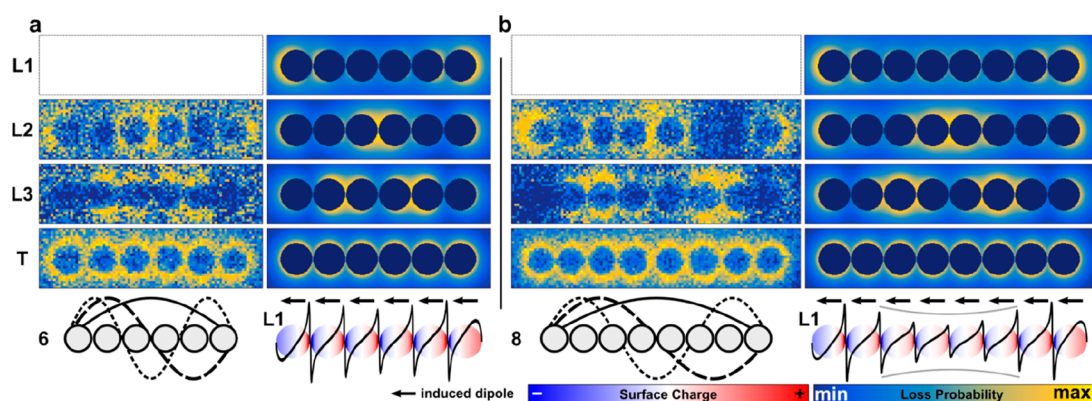 a
b
L1
L2
L3
T
6
L1
8
L1
induced dipole
− Surface Charge +
min Loss Probability max